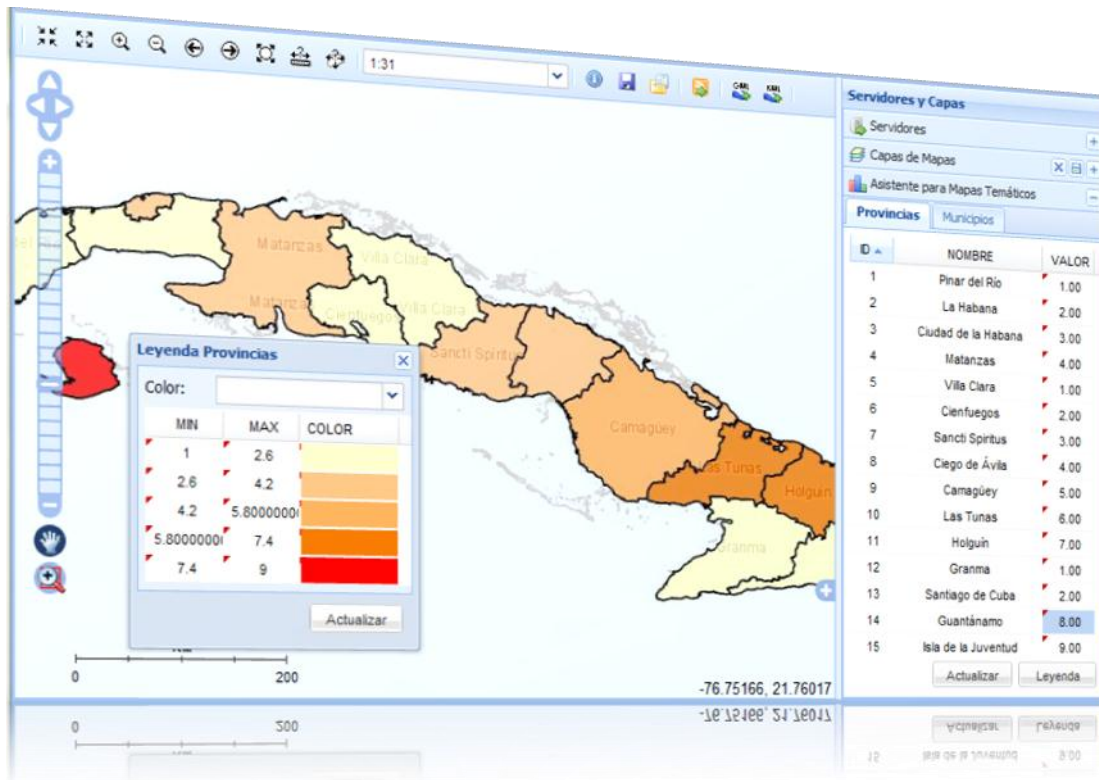 1:31
GML KML
Servidores y Capas
Servidores
Capas de Mapas
Asistente para Mapas Temáticos
Provincias Municipios
ID NOMBRE VALOR
1 Pinar del Río 1.00
2 La Habana 2.00
3 Ciudad de la Habana 3.00
4 Matanzas 4.00
5 Villa Clara 1.00
6 Cienfuegos 2.00
7 Sancti Spiritus 3.00
8 Ciego de Ávila 4.00
9 Camagüey 5.00
10 Las Tunas 6.00
11 Holguín 7.00
12 Granma 1.00
13 Santiago de Cuba 2.00
14 Guantánamo 8.00
15 Isla de la Juventud 9.00
Actualizar Leyenda
Matanzas
Villa Clara
Matanzas
Cienfuegos
Villa Clara
Sancti Spiritus
Camagüey
Las Tunas
Holguín
Granma
Leyenda Provincias
Color:
MIN MAX COLOR
1 2.6
2.6 4.2
4.2 5.8000000
5.8000000 7.4
7.4 9
Actualizar
0 200
-76.75166, 21.76017